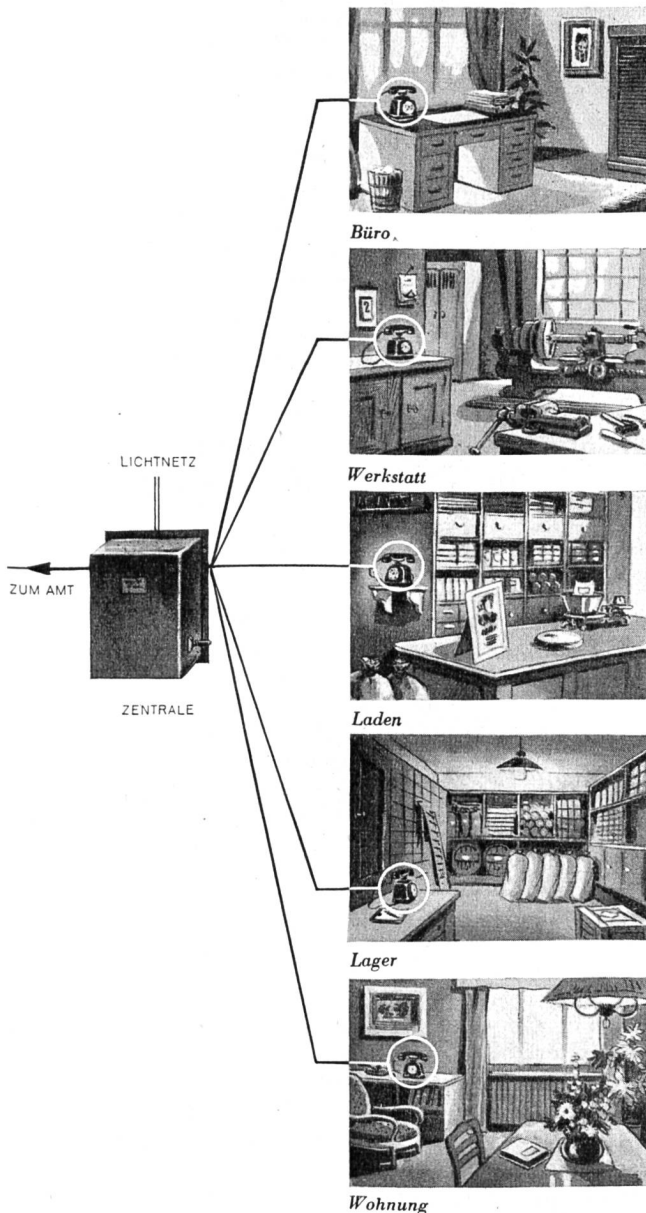 Büro
Werkstatt
LICHTNETZ
ZUM AMT
ZENTRALE
Laden
Lager
Wohnung